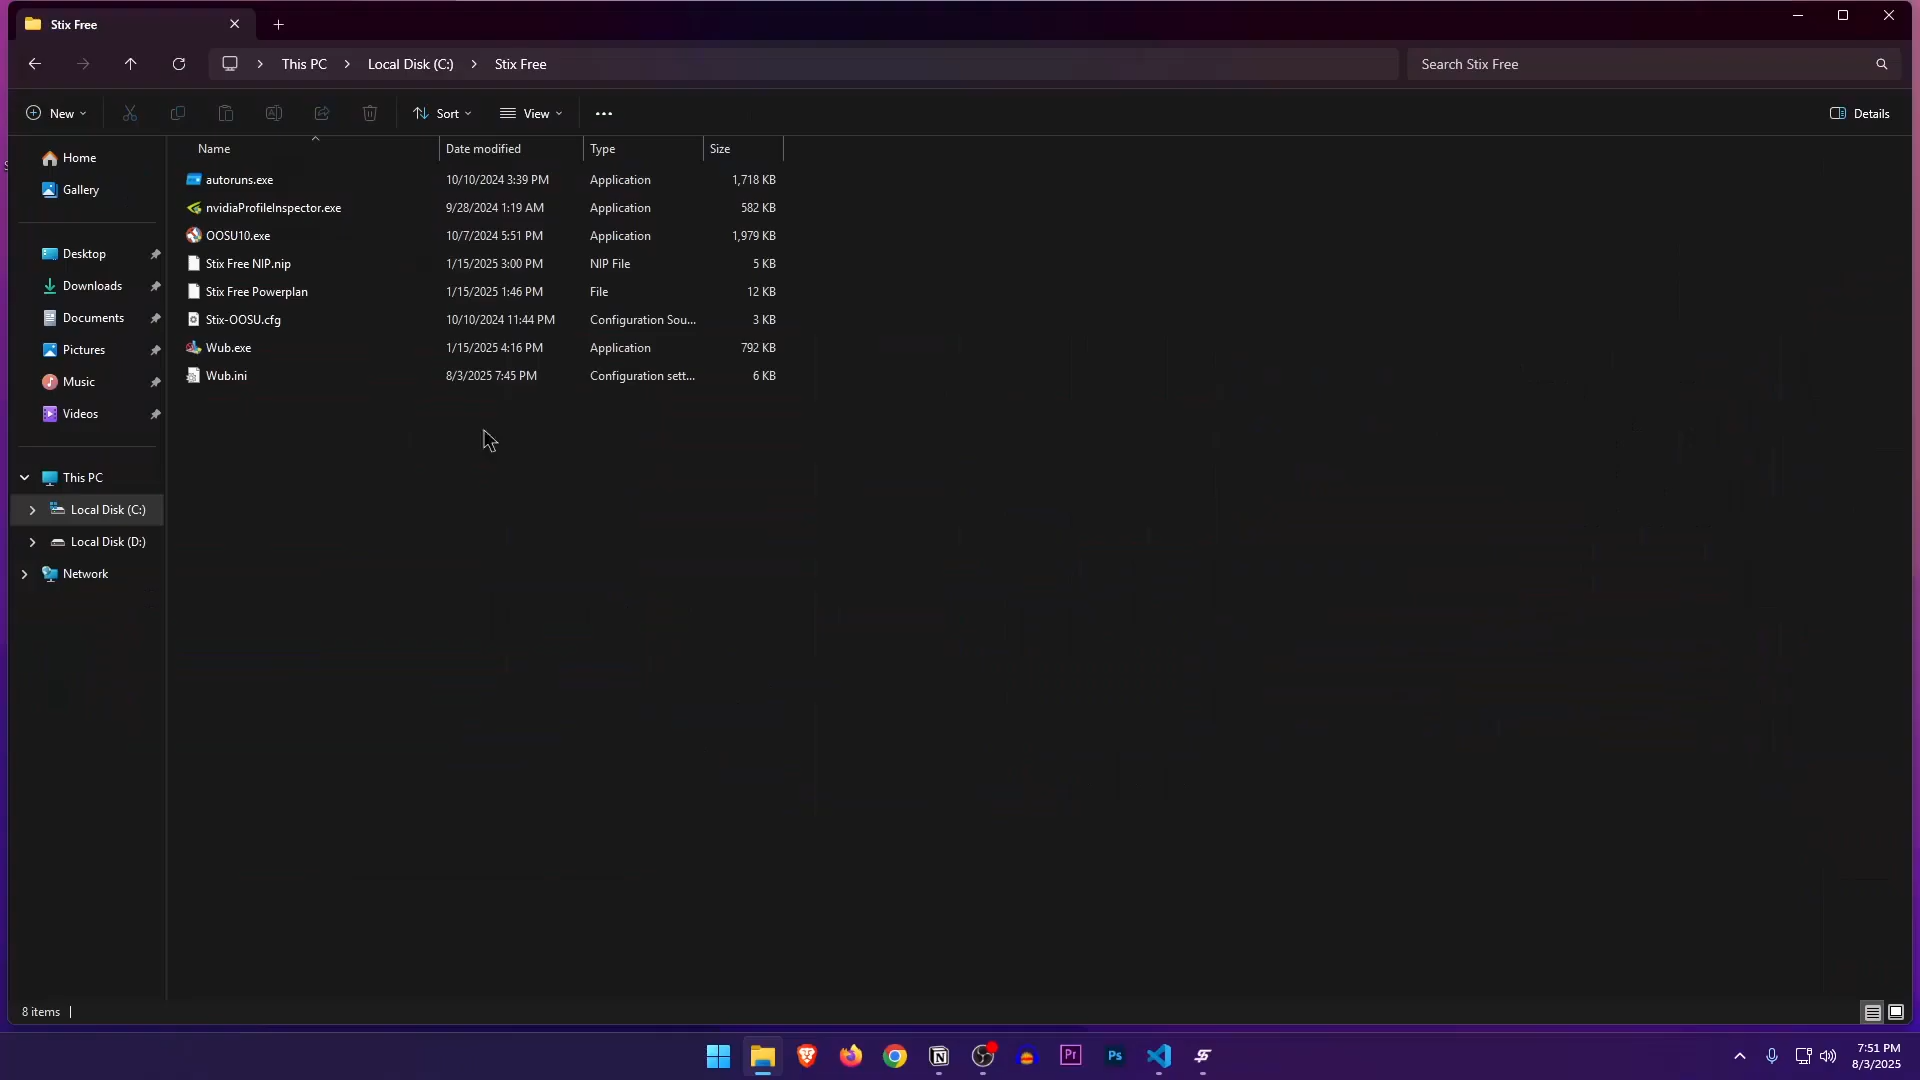 Stix Free
This PC Local Disk (C:) Stix Free
Search Stix Free
New
Sort
View
Details
Name Date modified Type Size
autoruns.exe 10/10/2024 3:39 PM Application 1,718 KB
nvidiaProfileInspector.exe 9/28/2024 1:19 AM Application 582 KB
OOSU10.exe 10/7/2024 5:51 PM Application 1,979 KB
Stix Free NIP.nip 1/15/2025 3:00 PM NIP File 5 KB
Stix Free Powerplan 1/15/2025 1:46 PM File 12 KB
Stix-OOSU.cfg 10/10/2024 11:44 PM Configuration Sou... 3 KB
Wub.exe 1/15/2025 4:16 PM Application 792 KB
Wub.ini 8/3/2025 7:45 PM Configuration sett... 6 KB
Home
Gallery
Desktop
Downloads
Documents
Pictures
Music
Videos
This PC
Local Disk (C:)
Local Disk (D:)
Network
8 items
Pr
Ps
7:51 PM
8/3/2025